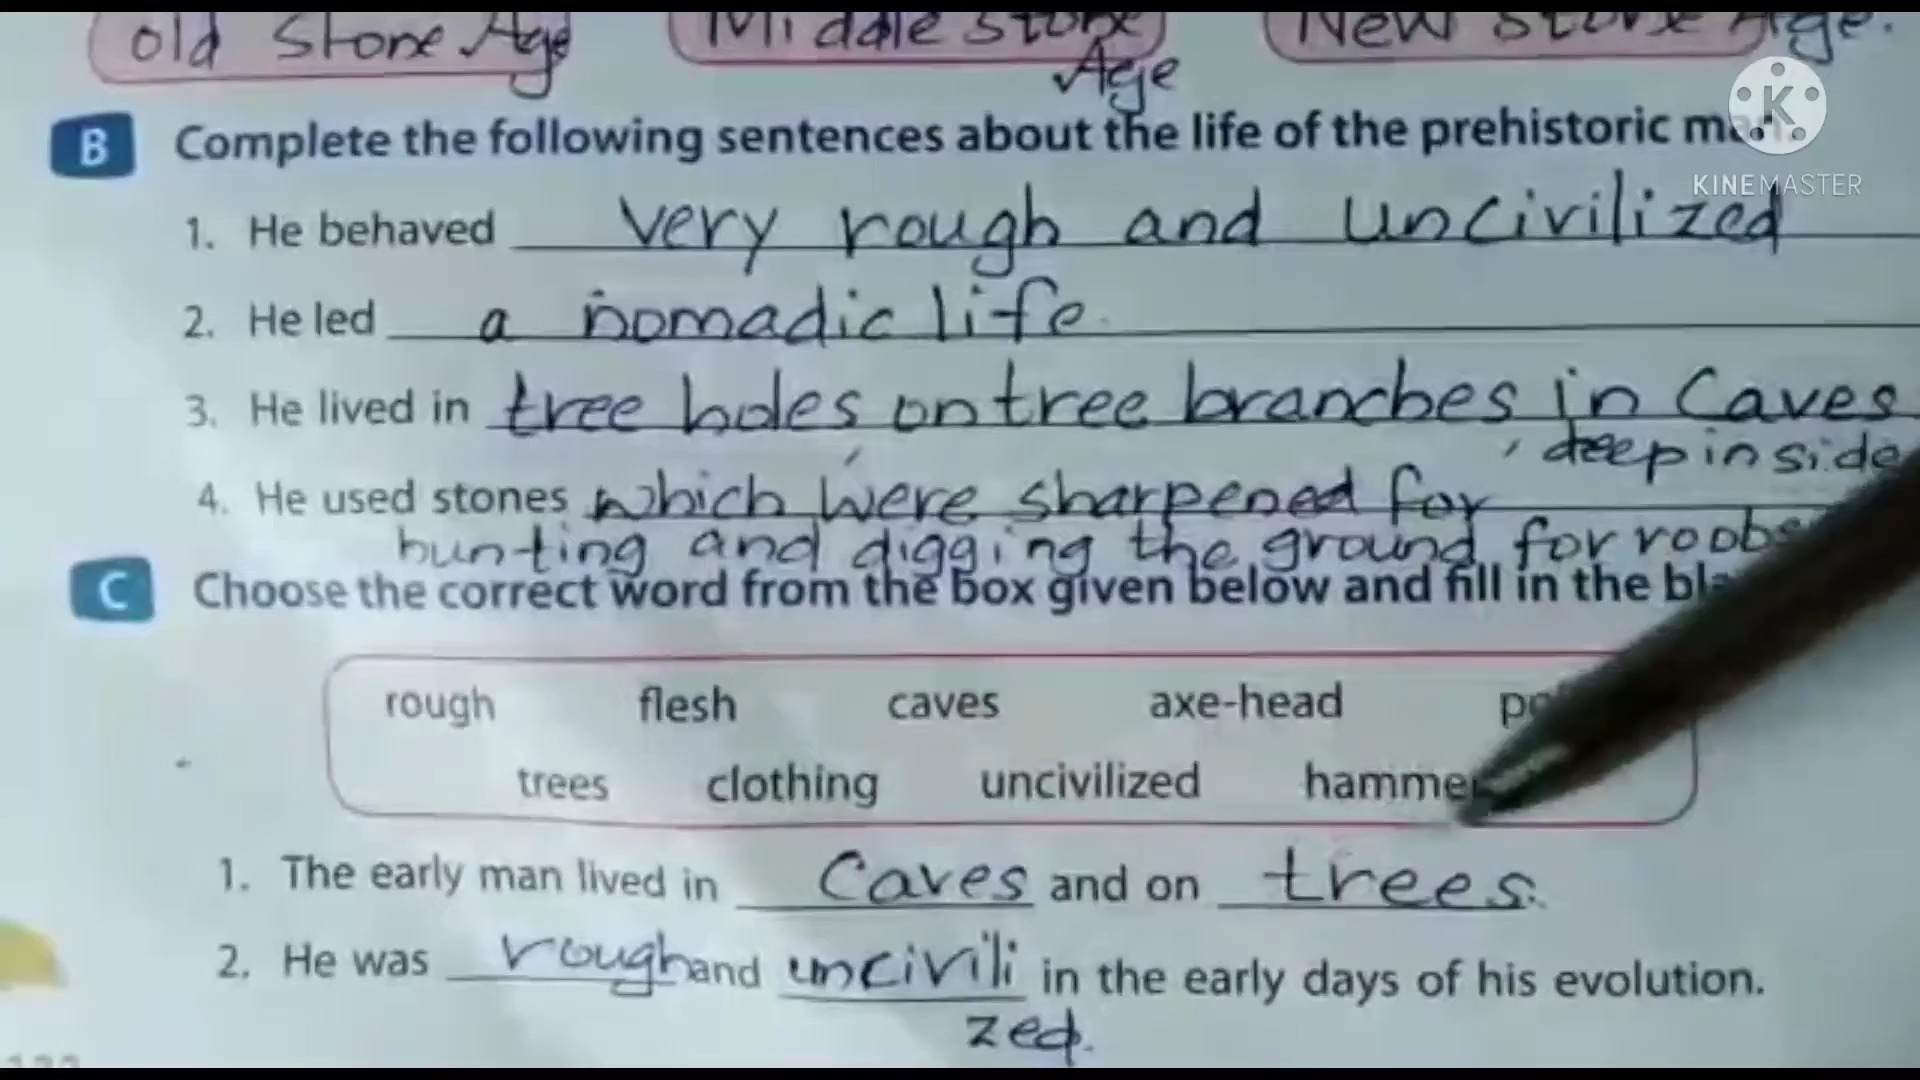 Old Stone Age
Middle Stone Age
New Stone Age.
B Complete the following sentences about the life of the prehistoric man.
KINEMASTER
1. He behaved very rough and uncivilized
2. He led a nomadic life.
3. He lived in tree holes, on tree branches, in Caves
deep inside
4. He used stones which were sharpened for
hunting and digging the ground for
C Choose the correct word from the box given below and fill in the
rough flesh caves axe-head
trees clothing uncivilized hammer
1. The early man lived in Caves and on trees.
2. He was rough and uncivili in the early days of his evolution.
zed.